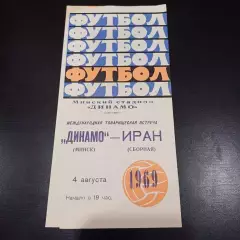 ФУТБОЛ
ФУТБОЛ
ФУТБОЛ
ФУТБОЛ
ФУТБОЛ
Минский стадион
«ДИНАМО»
МЕЖДУНАРОДНАЯ ТОВАРИЩЕСКАЯ ВСТРЕЧА
„ДИНАМО“—ИРАН
(МИНСК) (СБОРНАЯ)
4 августа
1969
Начало в 19 час.